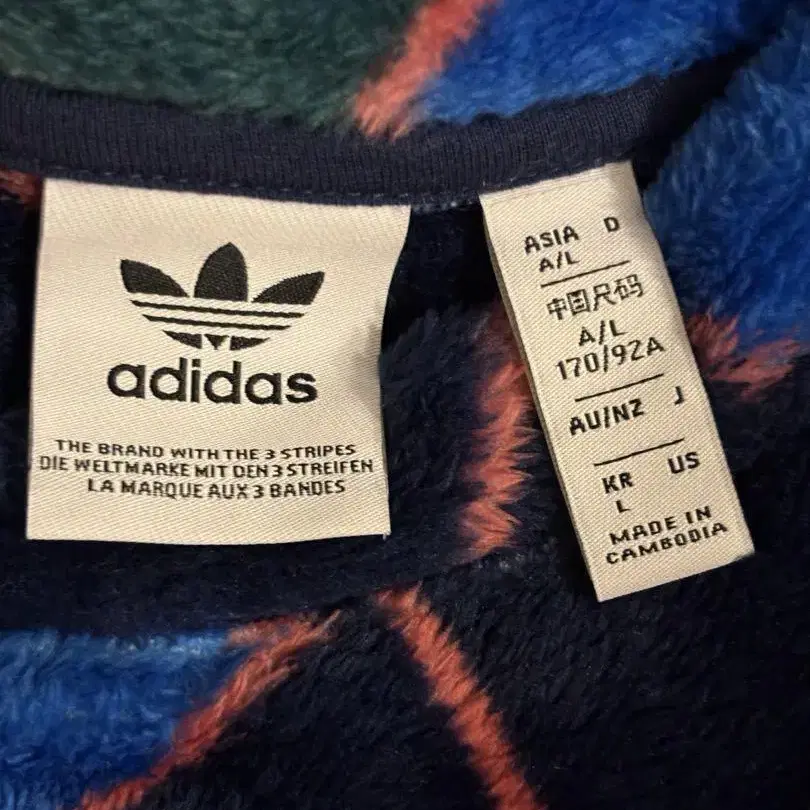 adidas
THE BRAND WITH THE 3 STRIPES
DIE WELTMARKE MIT DEN 3 STREIFEN
LA MARQUE AUX 3 BANDES
ASIA D
A/L
中国尺码
A/L
170/92A
AU/NZ J
KR US
L
MADE IN
CAMBODIA